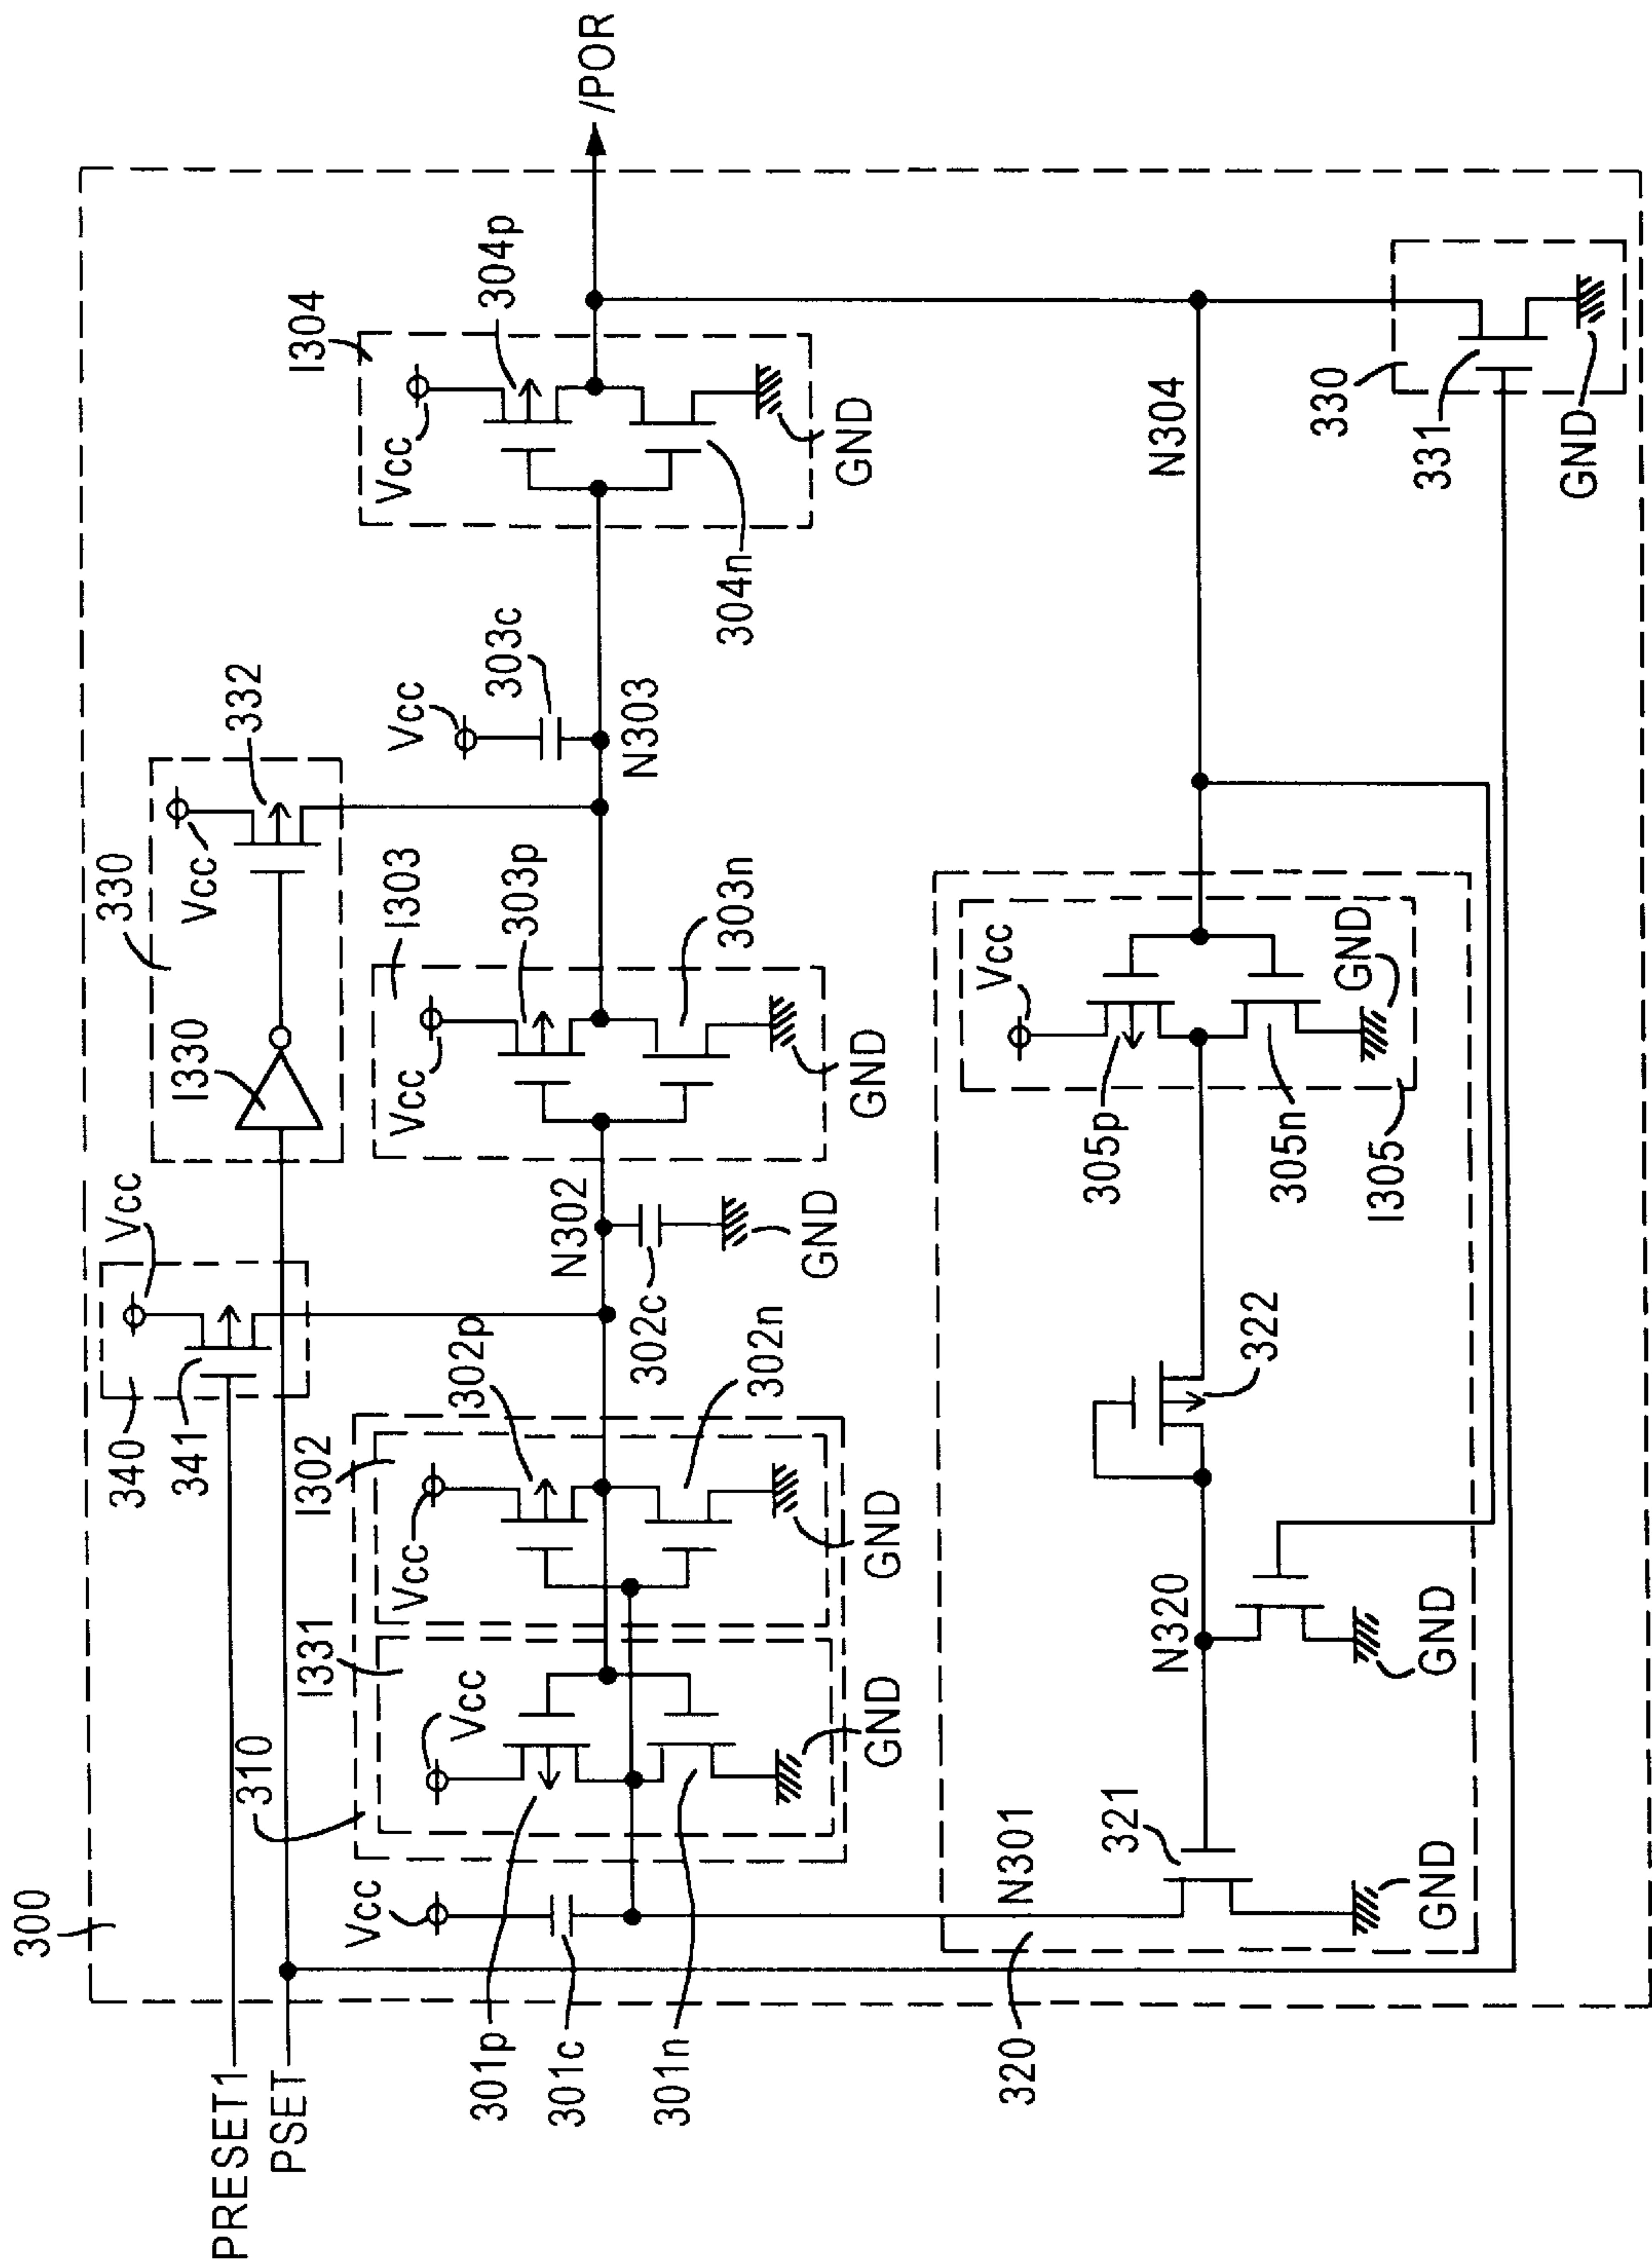 300
340
Vcc
330
I330
Vcc
332
PRESET1
341
PSET
310
I331
I302
302p
I303
I304
Vcc
Vcc
Vcc
Vcc
303p
Vcc
Vcc
304p
301p
303c
301c
N302
N303
/POR
302c
301n
302n
303n
304n
GND
GND
GND
GND
GND
N301
320
321
N320
322
305p
Vcc
N304
305n
GND
330
I305
GND
GND
331
GND